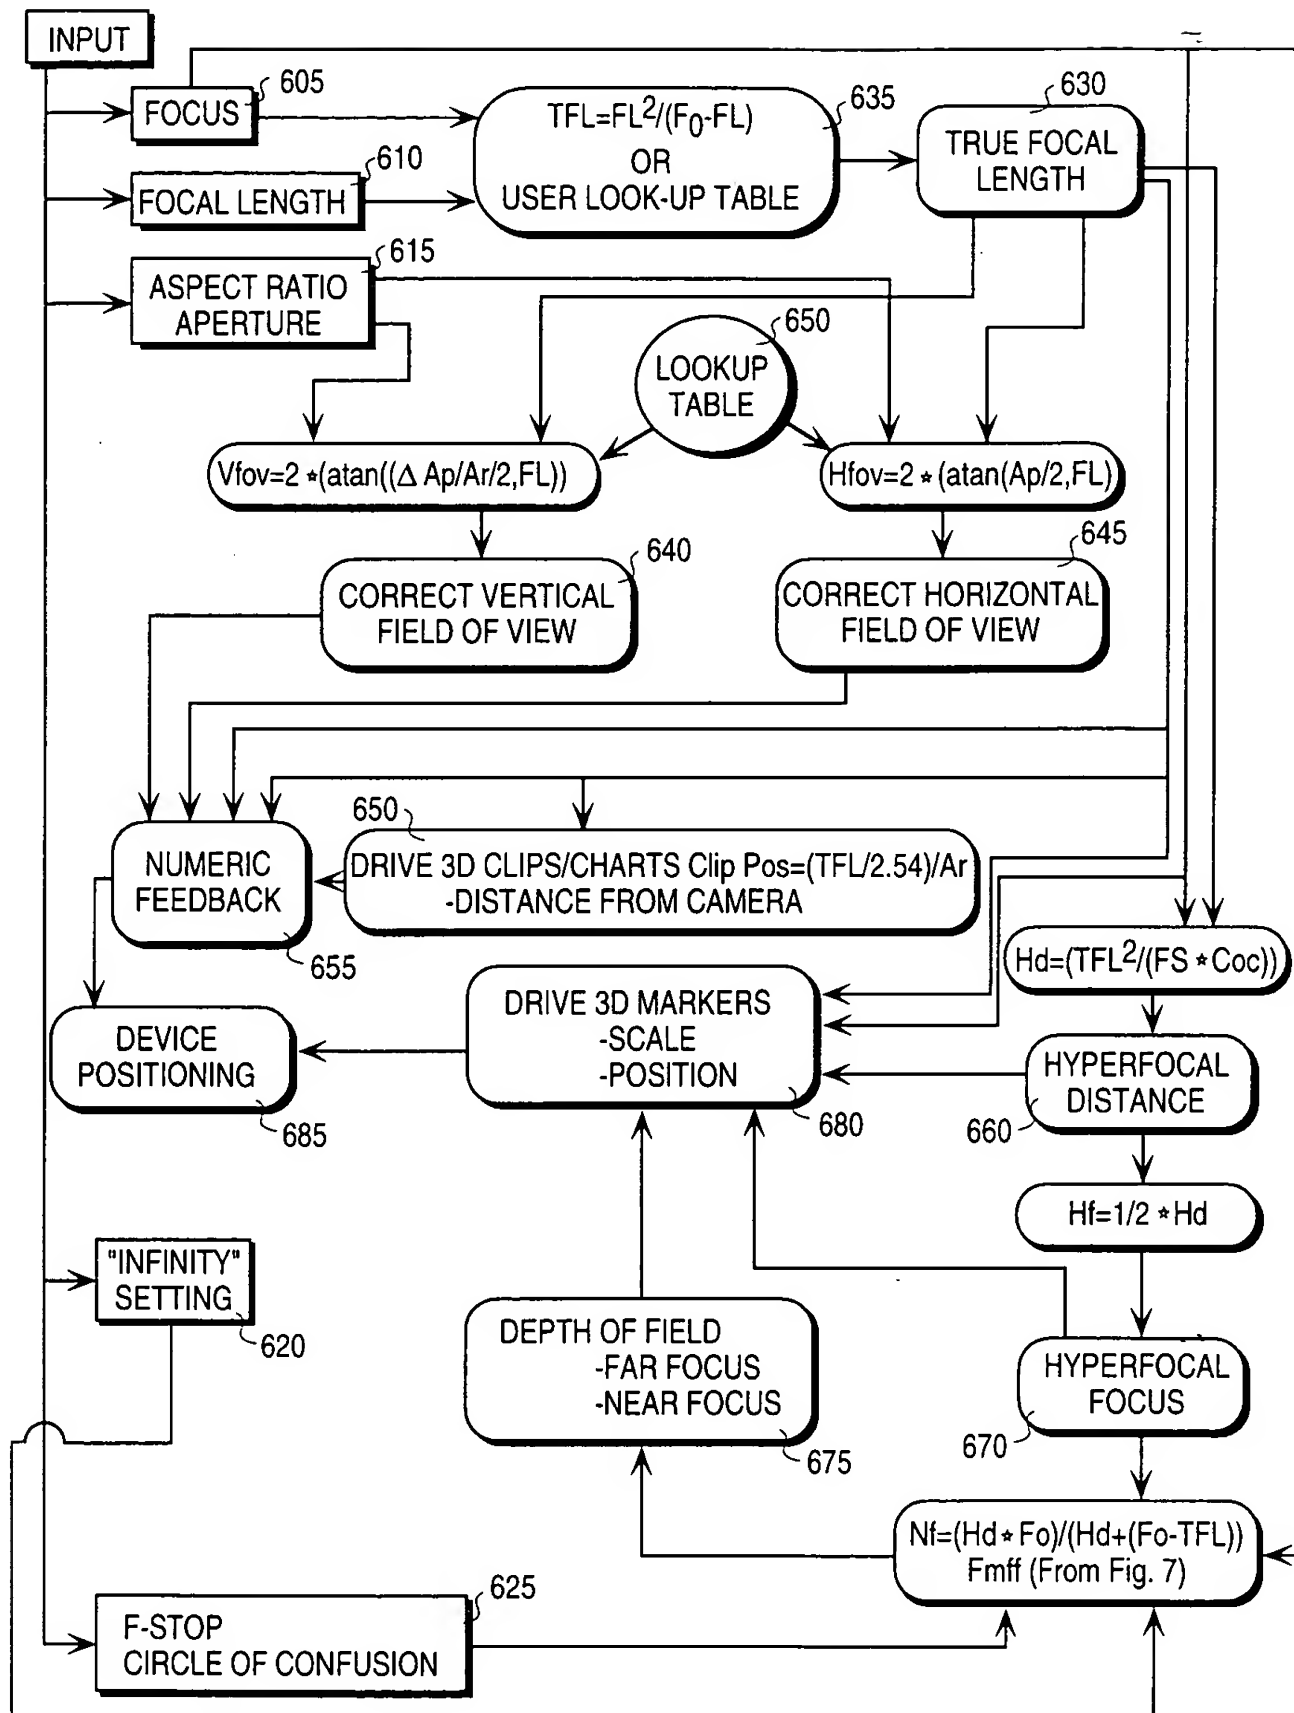 INPUT
FOCUS
605
TFL=FL²/(F₀-FL)
OR
USER LOOK-UP TABLE
635
TRUE FOCAL
LENGTH
630
FOCAL LENGTH
610
ASPECT RATIO
APERTURE
615
LOOKUP
TABLE
650
Vfov=2 *(atan((Δ Ap/Ar/2,FL))
Hfov=2 *(atan(Ap/2,FL)
CORRECT VERTICAL
FIELD OF VIEW
640
CORRECT HORIZONTAL
FIELD OF VIEW
645
NUMERIC
FEEDBACK
655
650
DRIVE 3D CLIPS/CHARTS Clip Pos=(TFL/2.54)/Ar
-DISTANCE FROM CAMERA
Hd=(TFL²/(FS *Coc))
DEVICE
POSITIONING
685
DRIVE 3D MARKERS
-SCALE
-POSITION
680
HYPERFOCAL
DISTANCE
660
Hf=1/2 *Hd
"INFINITY"
SETTING
620
DEPTH OF FIELD
-FAR FOCUS
-NEAR FOCUS
675
HYPERFOCAL
FOCUS
670
Nf=(Hd*Fo)/(Hd+(Fo-TFL))
Fmff (From Fig. 7)
F-STOP
CIRCLE OF CONFUSION
625